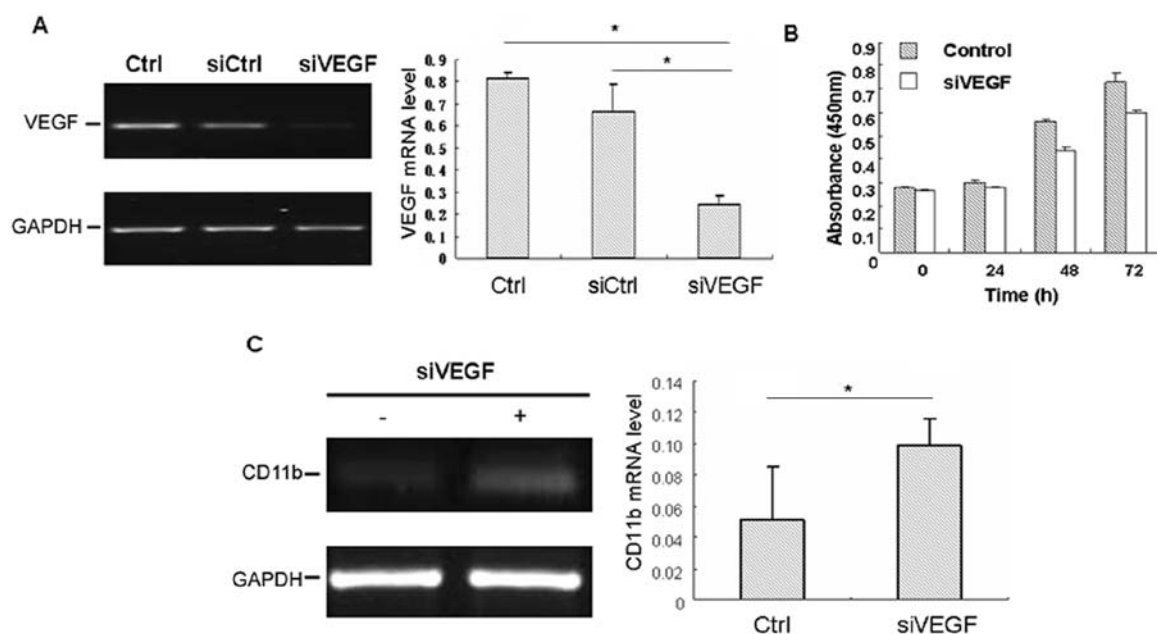 A
Ctrl siCtrl siVEGF
VEGF
GAPDH
VEGF mRNA level
0.9
0.8
0.7
0.6
0.5
0.4
0.3
0.2
0.1
0
*
*
Ctrl siCtrl siVEGF
B
Absorbance (450nm)
0.9
0.8
0.7
0.6
0.5
0.4
0.3
0.2
0.1
0
Control
siVEGF
0 24 48 72
Time (h)
C
siVEGF
- +
CD11b
GAPDH
CD11b mRNA level
0.14
0.12
0.10
0.08
0.06
0.04
0.02
0
*
Ctrl siVEGF